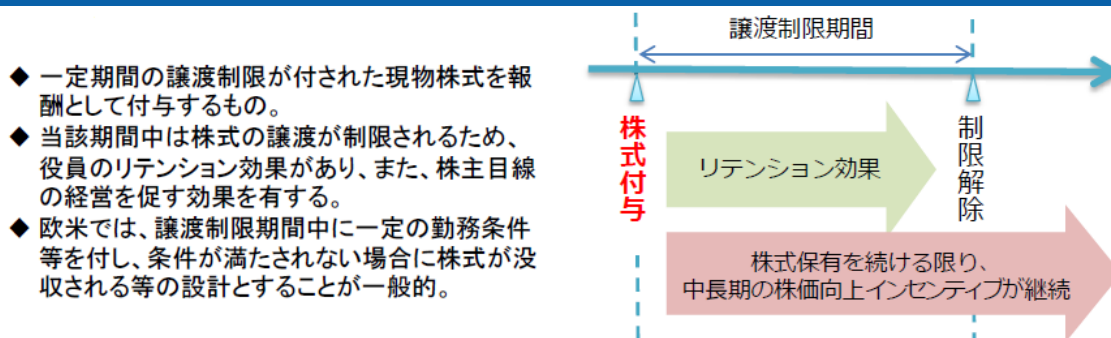 ◆ 一定期間の譲渡制限が付された現物株式を報
酬として付与するもの。
◆ 当該期間中は株式の譲渡が制限されるため、
役員のリテンション効果があり、また、株主目線
の経営を促す効果を有する。
◆ 欧米では、譲渡制限期間中に一定の勤務条件
等を付し、条件が満たされない場合に株式が没
収される等の設計とすることが一般的。
譲渡制限期間
株式付与
リテンション効果
制限解除
株式保有を続ける限り、
中長期の株価向上インセンティブが継続